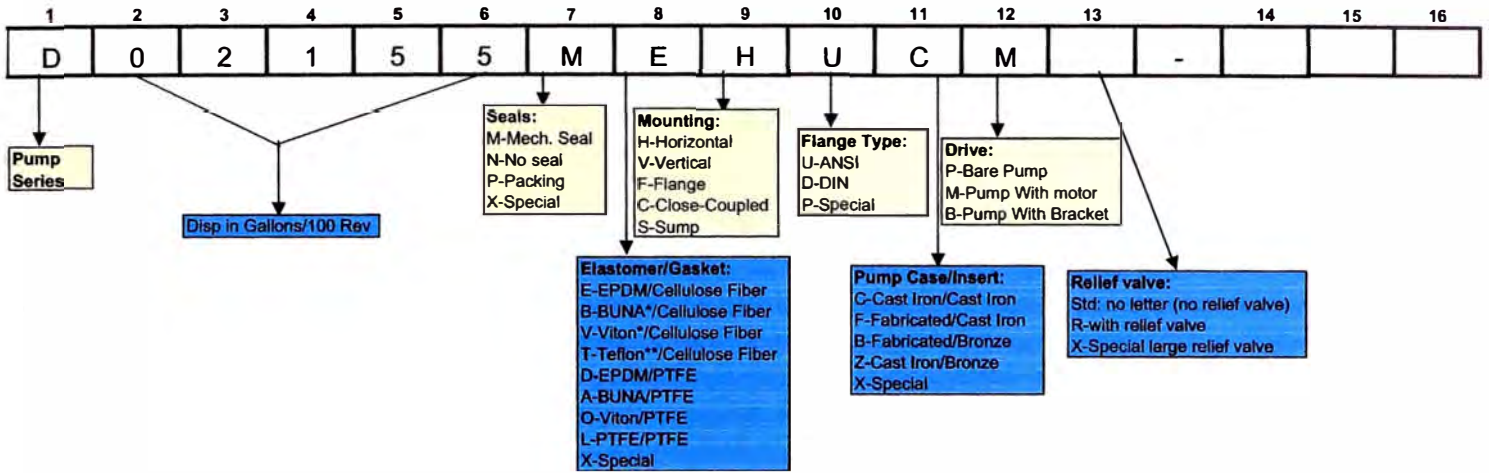 1 2 3 4 5 6 7 8 9 10 11 12 13 14 15 16
D 0 2 1 5 5 M E H U C M -
Pump
Series
Disp in Gallons/100 Rev
Seals:
M-Mech. Seal
N-No seal
P-Packing
X-Special
Elastomer/Gasket:
E-EPDM/Cellulose Fiber
B-BUNA*/Cellulose Fiber
V-Viton*/Cellulose Fiber
T-Teflon**/Cellulose Fiber
D-EPDM/PTFE
A-BUNA/PTFE
O-Viton/PTFE
L-PTFE/PTFE
X-Special
Mounting:
H-Horizontal
V-Vertical
F-Flange
C-Close-Coupled
S-Sump
Flange Type:
U-ANSI
D-DIN
P-Special
Pump Case/Insert:
C-Cast Iron/Cast Iron
F-Fabricated/Cast Iron
B-Fabricated/Bronze
Z-Cast Iron/Bronze
X-Special
Drive:
P-Bare Pump
M-Pump With motor
B-Pump With Bracket
Relief valve:
Std: no letter (no relief valve)
R-with relief valve
X-Special large relief valve